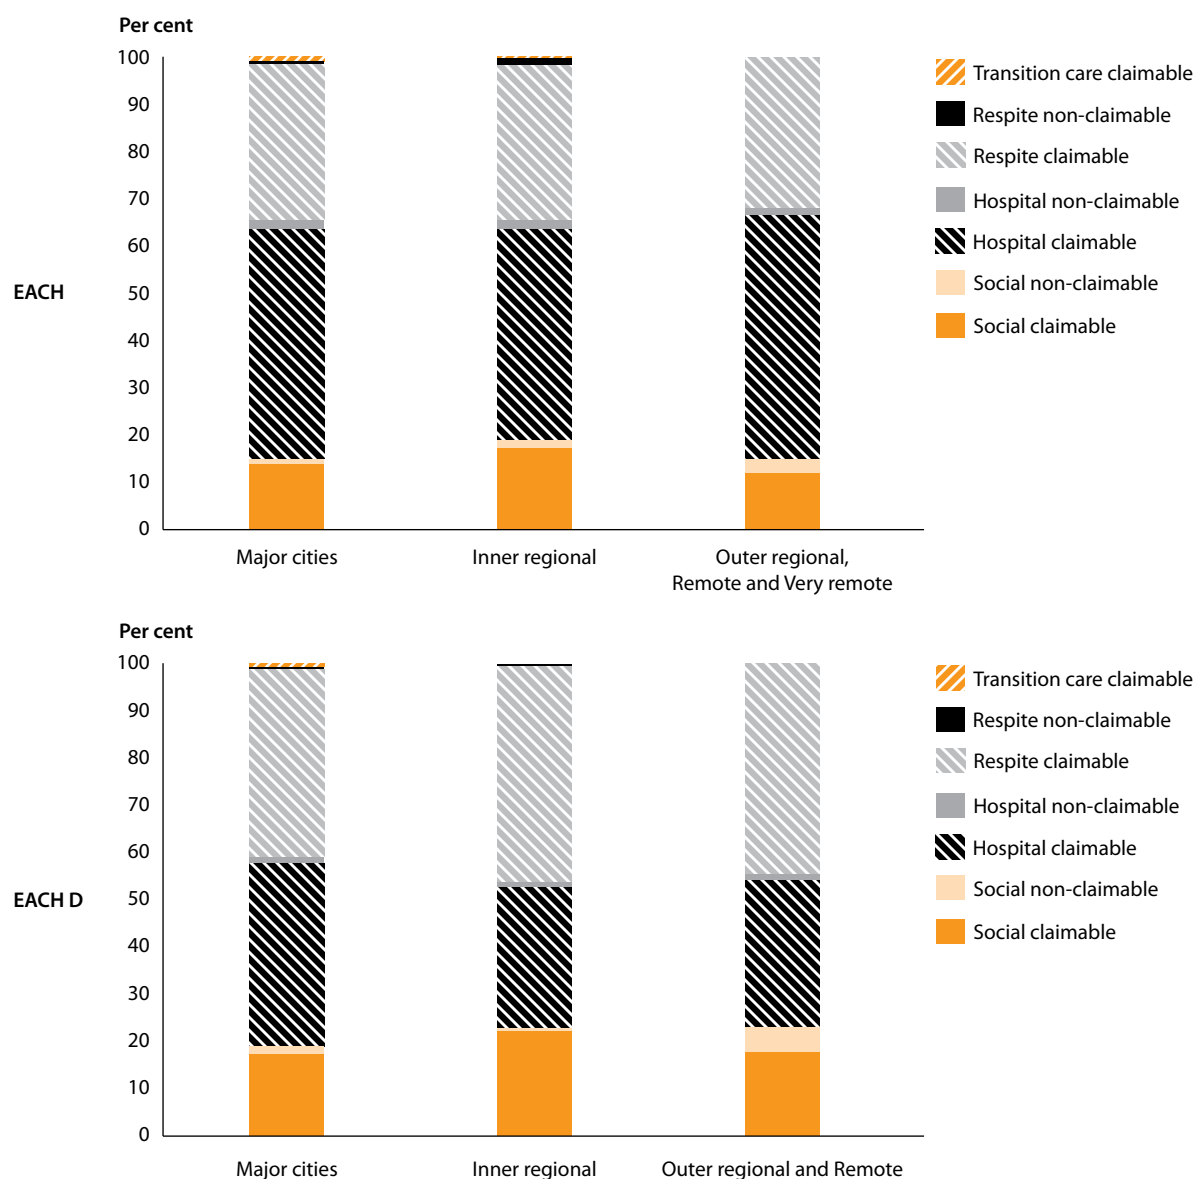 Per cent
100
90
80
70
60
50
40
30
20
10
0
EACH
Major cities
Inner regional
Outer regional,
Remote and Very remote
Transition care claimable
Respite non-claimable
Respite claimable
Hospital non-claimable
Hospital claimable
Social non-claimable
Social claimable
Per cent
100
90
80
70
60
50
40
30
20
10
0
EACH D
Major cities
Inner regional
Outer regional and Remote
Transition care claimable
Respite non-claimable
Respite claimable
Hospital non-claimable
Hospital claimable
Social non-claimable
Social claimable